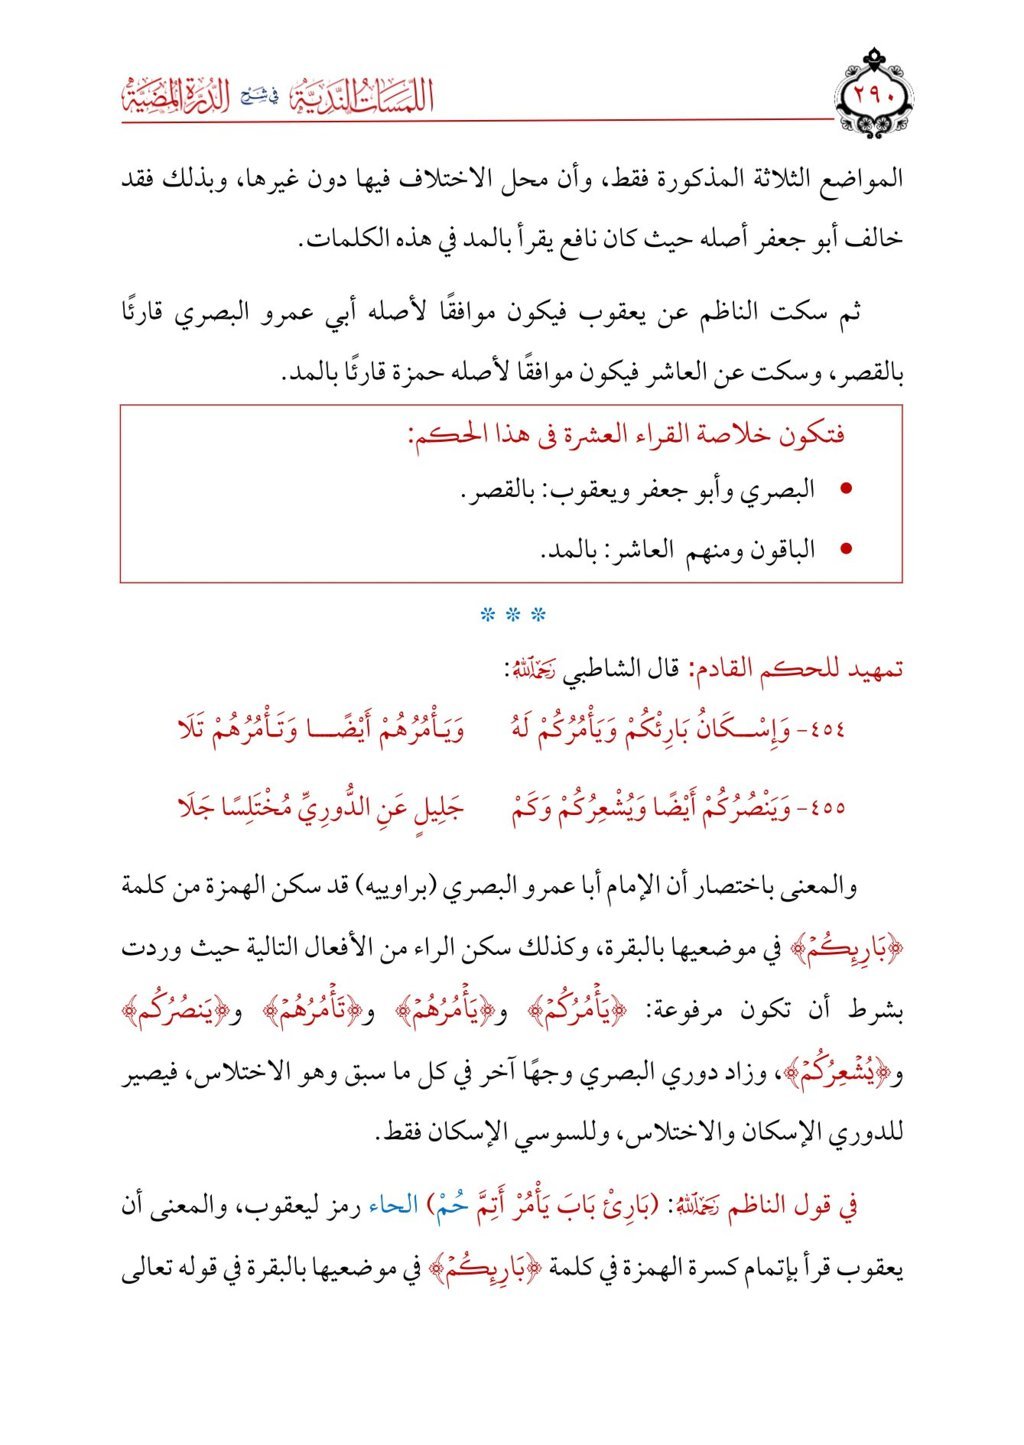 اللمسات الندية في شرح الدرة المضية
٢٩٠
المواضع الثلاثة المذكورة فقط، وأن محل الاختلاف فيها دون غيرها، وبذلك فقد
خالف أبو جعفر أصله حيث كان نافع يقرأ بالمد في هذه الكلمات.
ثم سكت الناظم عن يعقوب فيكون موافقًا لأصله أبي عمرو البصري قارئًا
بالقصر، وسكت عن العاشر فيكون موافقًا لأصله حمزة قارئًا بالمد.
فتكون خلاصة القراء العشرة في هذا الحكم:
• البصري وأبو جعفر ويعقوب: بالقصر.
• الباقون ومنهم العاشر: بالمد.
* * *
تمهيد للحكم القادم: قال الشاطبي رَحِمَهُ ٱللَّهُ:
٤٥٤- وَإِسْـكَانُ بَارِئْكُمْ وَيَأْمُرُكُمْ لَهُ وَيَـأْمُرُهُمْ أَيْضًـا وَتَـأْمُرُهُمْ تَلَا
٤٥٥- وَيَنْصُرُكُمْ أَيْضًا وَيُشْعِرُكُمْ وَكَمْ جَلِيلٍ عَنِ الدُّورِيِّ مُخْتَلِسًا جَلَا
والمعنى باختصار أن الإمام أبا عمرو البصري (براوييه) قد سكن الهمزة من كلمة
﴿بَارِئِكُمۡ﴾ في موضعيها بالبقرة، وكذلك سكن الراء من الأفعال التالية حيث وردت
بشرط أن تكون مرفوعة: ﴿يَأۡمُرُكُمۡ﴾ و﴿يَأۡمُرُهُمۡ﴾ و﴿تَأۡمُرُهُمۡ﴾ و﴿يَنصُرُكُم﴾
و﴿يُشۡعِرُكُمۡ﴾، وزاد دوري البصري وجهًا آخر في كل ما سبق وهو الاختلاس، فيصير
للدوري الإسكان والاختلاس، وللسوسي الإسكان فقط.
في قول الناظم رَحِمَهُ ٱللَّهُ: (بَارِئْ بَابَ يَأْمُرْ أَتِمَّ حُمْ) الحاء رمز ليعقوب، والمعنى أن
يعقوب قرأ بإتمام كسرة الهمزة في كلمة ﴿بَارِئِكُمۡ﴾ في موضعيها بالبقرة في قوله تعالى